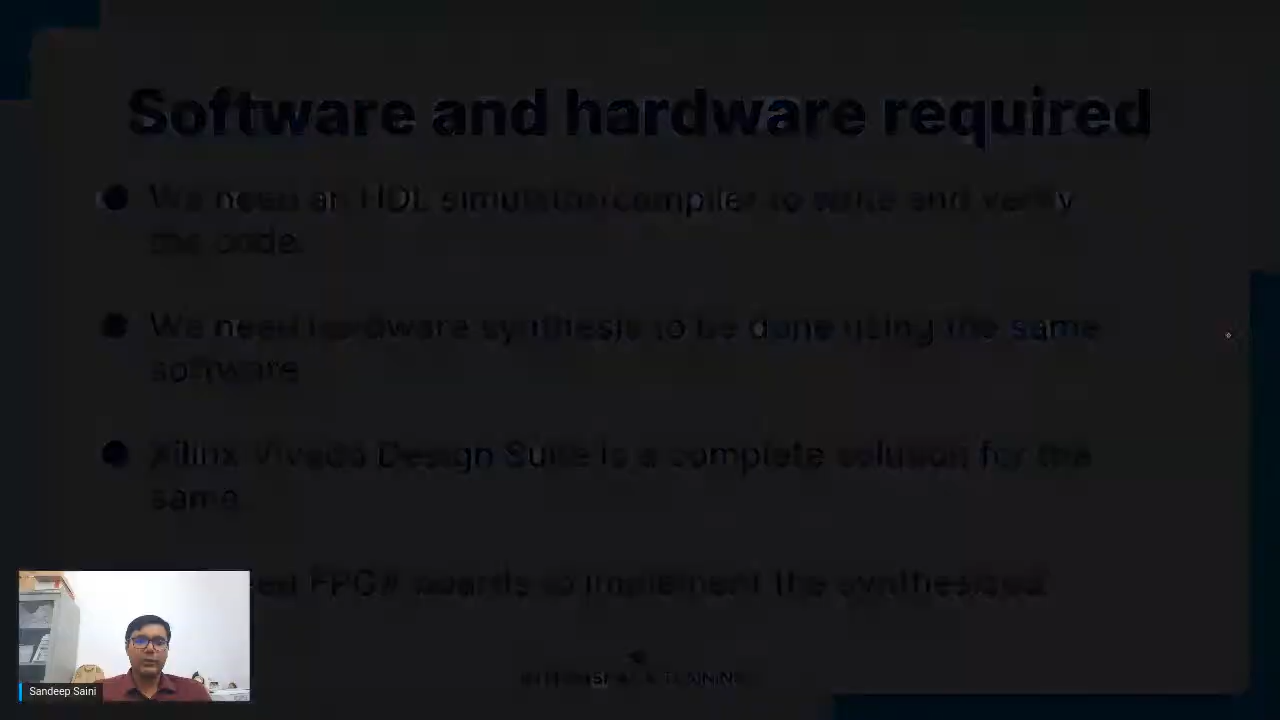 Software and hardware required
We need an HDL simulator/compiler to write and verify
the code.
We need hardware synthesis to be done using the same
software
Xilinx Vivado Design Suite is a complete solution for the
same.
FPGA boards to implement the synthesized
Sandeep Saini